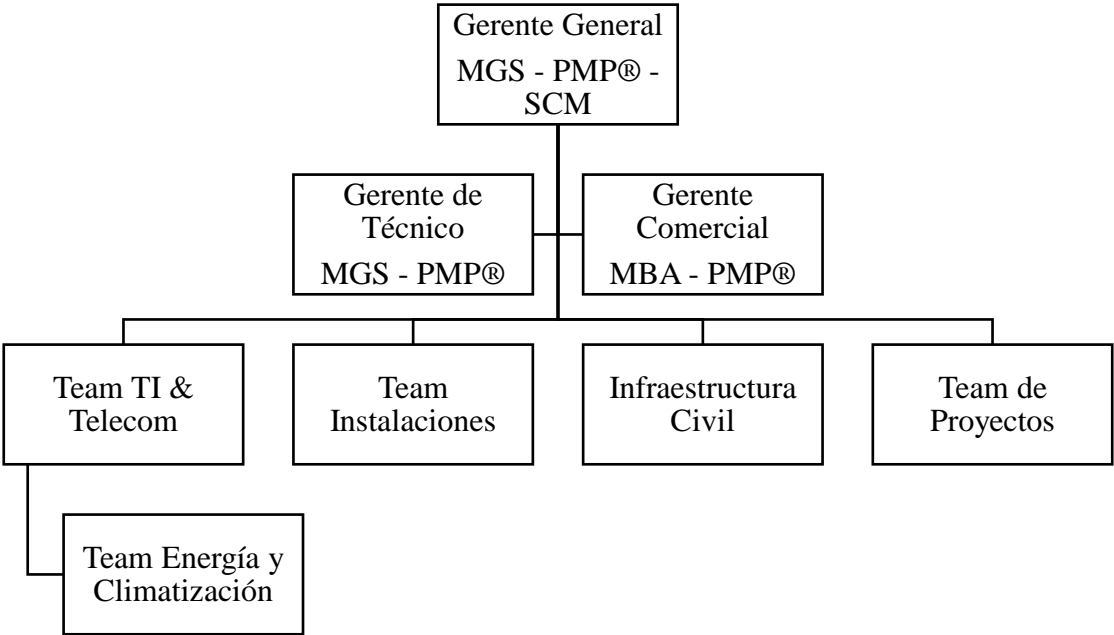 Gerente General
MGS - PMP® -
SCM
Gerente de
Técnico
MGS - PMP®
Gerente
Comercial
MBA - PMP®
Team TI &
Telecom
Team
Instalaciones
Infraestructura
Civil
Team de
Proyectos
Team Energía y
Climatización